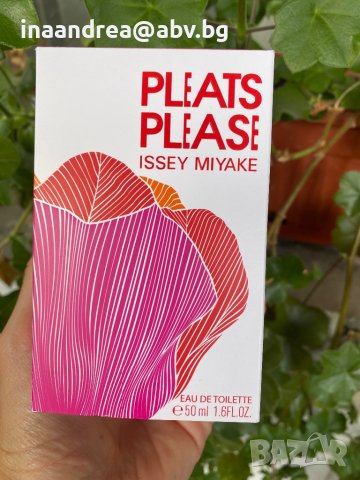 inaandrea@abv.bg
PLEATS
PLEASE
ISSEY MIYAKE
EAU DE TOILETTE
℮50 ml 1.6FL.OZ.
BAZAR